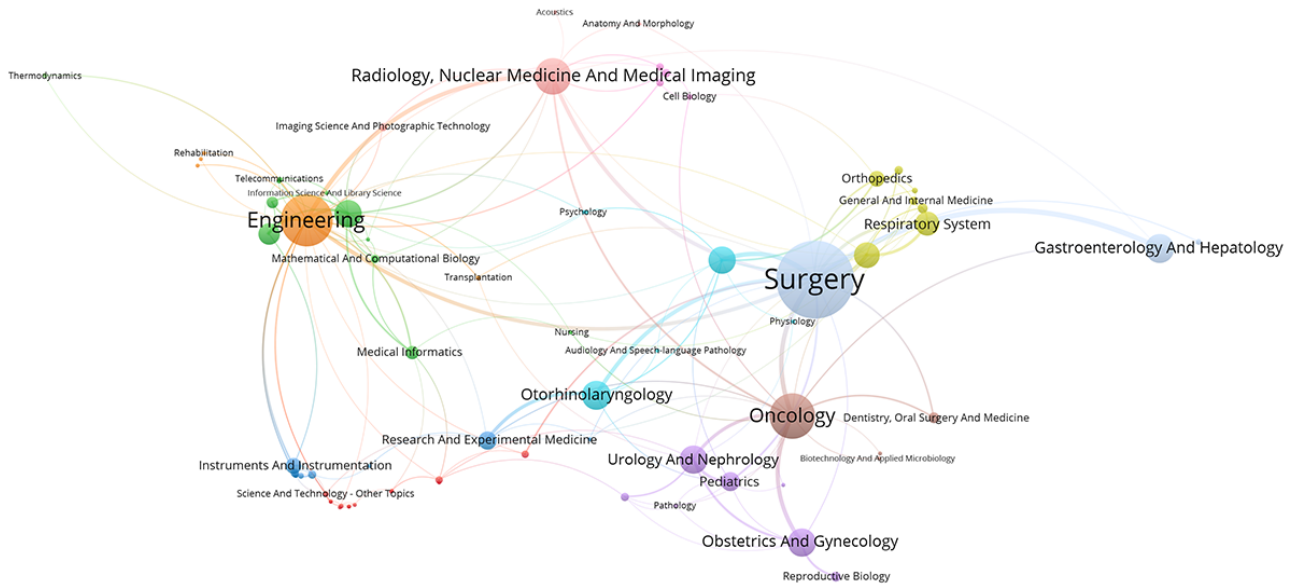 Acoustics
Anatomy And Morphology
Thermodynamics
Radiology, Nuclear Medicine And Medical Imaging
Cell Biology
Imaging Science And Photographic Technology
Rehabilitation
Telecommunications
Orthopedics
Information Science And Library Science
General And Internal Medicine
Engineering
Psychology
Respiratory System
Gastroenterology And Hepatology
Mathematical And Computational Biology
Transplantation
Surgery
Physiology
Nursing
Medical Informatics
Audiology And Speech-language Pathology
Otorhinolaryngology
Oncology
Dentistry, Oral Surgery And Medicine
Research And Experimental Medicine
Urology And Nephrology
Biotechnology And Applied Microbiology
Instruments And Instrumentation
Pediatrics
Science And Technology - Other Topics
Pathology
Obstetrics And Gynecology
Reproductive Biology